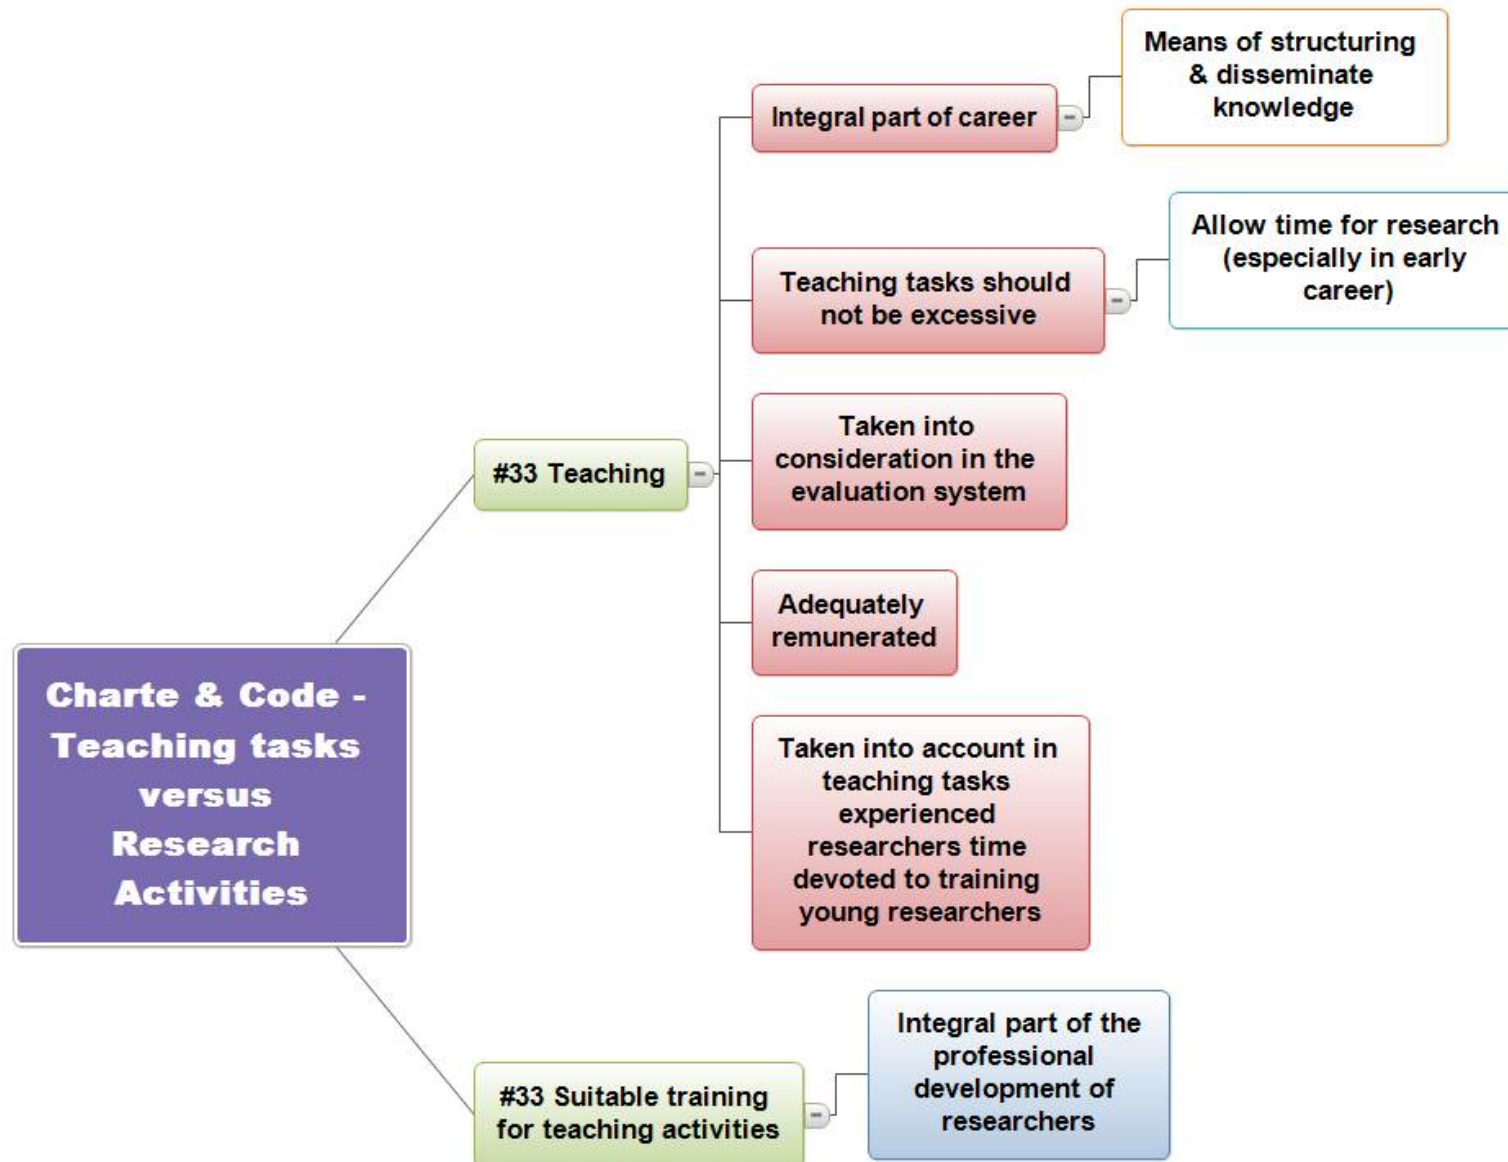 Charte & Code -
Teaching tasks
versus
Research
Activities
#33 Teaching
Integral part of career
Means of structuring
& disseminate
knowledge
Teaching tasks should
not be excessive
Allow time for research
(especially in early
career)
Taken into
consideration in the
evaluation system
Adequately
remunerated
Taken into account in
teaching tasks
experienced
researchers time
devoted to training
young researchers
#33 Suitable training
for teaching activities
Integral part of the
professional
development of
researchers